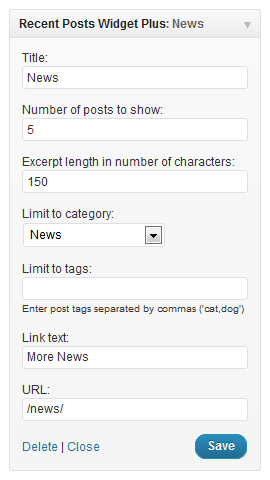 Recent Posts Widget Plus: News
Title:
News
Number of posts to show:
5
Excerpt length in number of characters:
150
Limit to category:
News
Limit to tags:
Enter post tags separated by commas ('cat,dog')
Link text:
More News
URL:
/news/
Delete | Close
Save